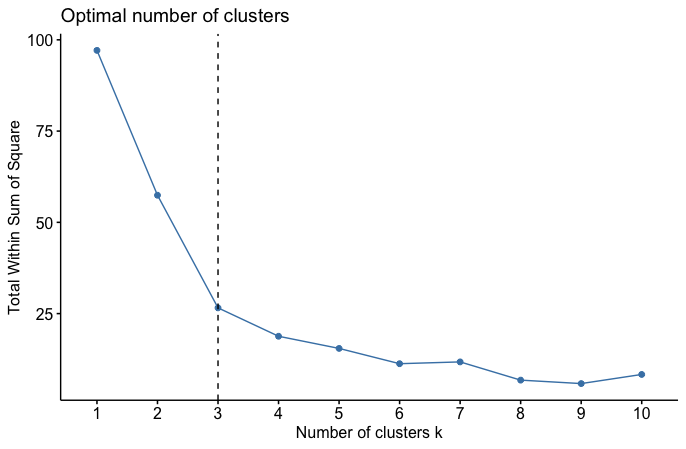 Optimal number of clusters
100
75
50
25
Total Within Sum of Square
1 2 3 4 5 6 7 8 9 10
Number of clusters k